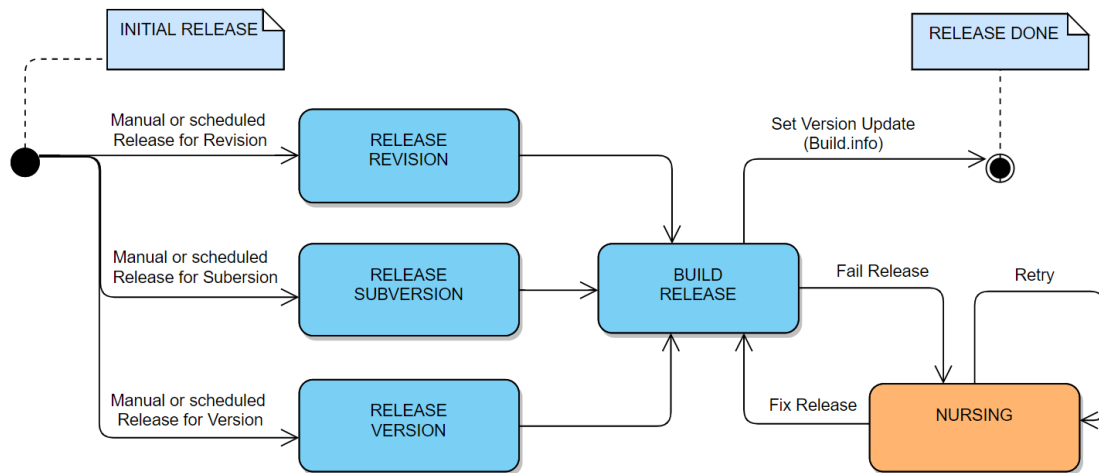 INITIAL RELEASE
RELEASE DONE
Manual or scheduled
Release for Revision
RELEASE
REVISION
Set Version Update
(Build.info)
Manual or scheduled
Release for Subersion
RELEASE
SUBVERSION
BUILD
RELEASE
Fail Release
Retry
Manual or scheduled
Release for Version
RELEASE
VERSION
Fix Release
NURSING